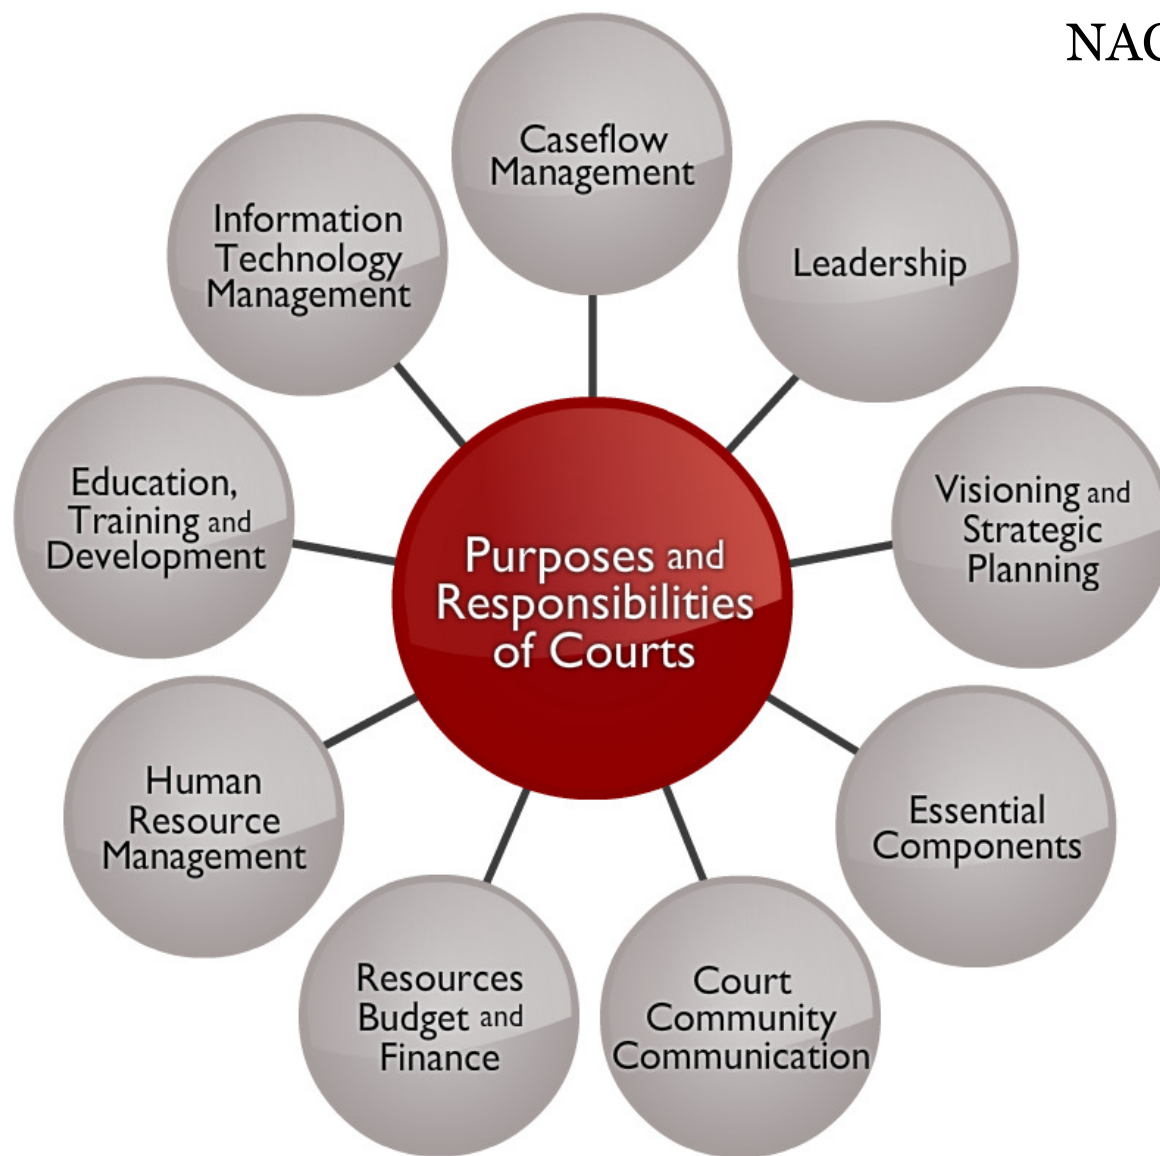 NAC
Caseflow
Management
Leadership
Visioning and
Strategic
Planning
Essential
Components
Court
Community
Communication
Resources
Budget and
Finance
Human
Resource
Management
Education,
Training and
Development
Information
Technology
Management
Purposes and
Responsibilities
of Courts